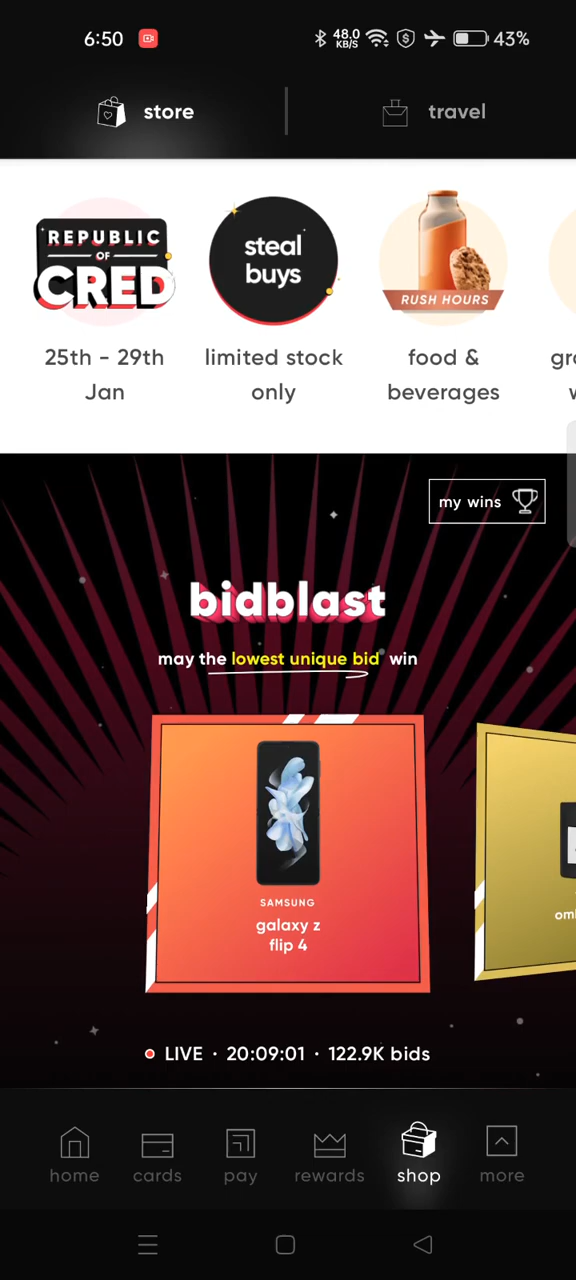 6:50
48.0
KB/S
43%
store
travel
REPUBLIC
OF
CRED
steal
buys
RUSH HOURS
25th - 29th
Jan
limited stock
only
food &
beverages
my wins
bidblast
may the lowest unique bid win
SAMSUNG
galaxy z
flip 4
LIVE · 20:09:01 · 122.9K bids
home
cards
pay
rewards
shop
more